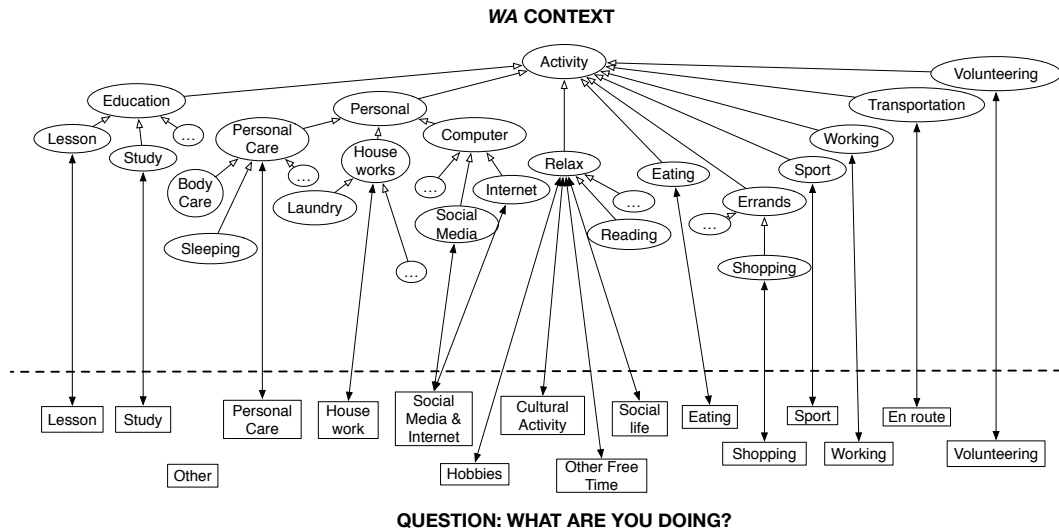 WA CONTEXT
Activity
Volunteering
Education
Transportation
Personal
Lesson
Personal
Care
Computer
Working
...
Study
House
works
Relax
Sport
Eating
Body
Care
...
...
Internet
...
Errands
Laundry
Social
Media
Reading
...
Sleeping
...
Shopping
Lesson
Study
Personal
Care
House
work
Social
Media &
Internet
Cultural
Activity
Social
life
Eating
Sport
En route
Shopping
Working
Volunteering
Other
Hobbies
Other Free
Time
QUESTION: WHAT ARE YOU DOING?